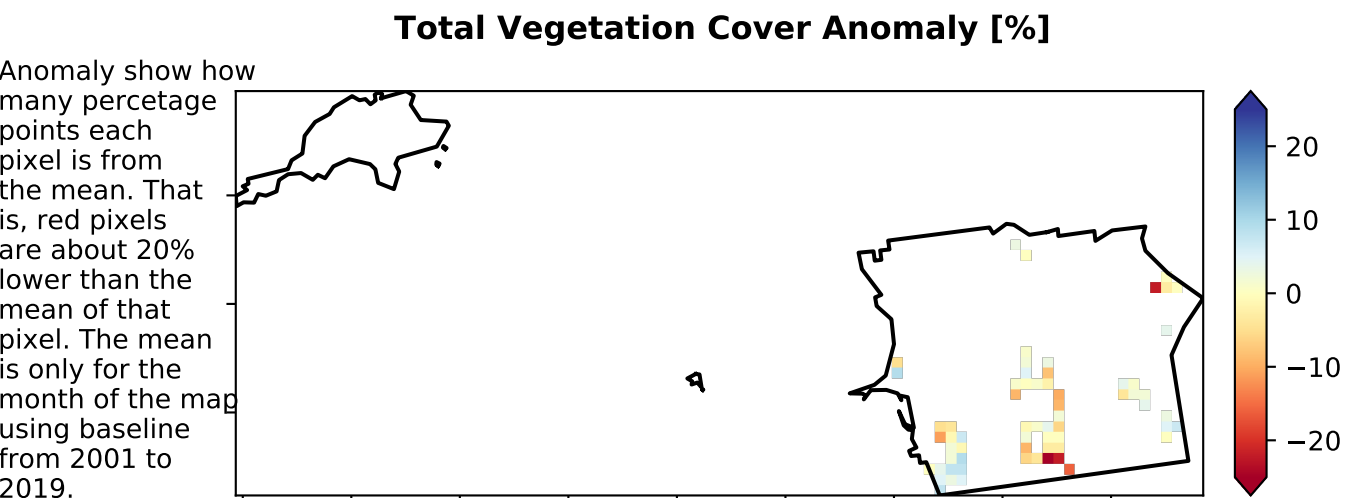 Total Vegetation Cover Anomaly [%]
Anomaly show how
many percetage
points each
pixel is from
the mean. That
is, red pixels
are about 20%
lower than the
mean of that
pixel. The mean
is only for the
month of the map
using baseline
from 2001 to
2019.
20
10
0
−10
−20